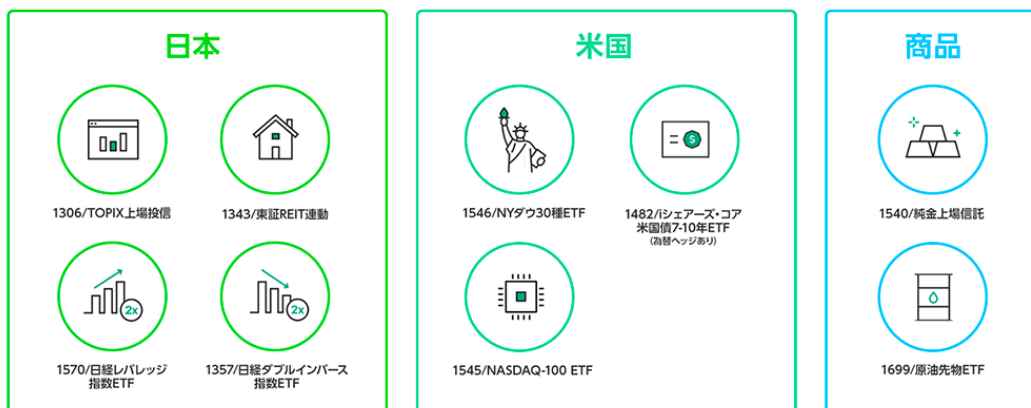 日本
1306/TOPIX上場投信
1343/東証REIT連動
2x
1570/日経レバレッジ
指数ETF
2x
1357/日経ダブルインバース
指数ETF
米国
1546/NYダウ30種ETF
$
1482/iシェアーズ・コア
米国債7-10年ETF
(為替ヘッジあり)
1545/NASDAQ-100 ETF
商品
1540/純金上場信託
1699/原油先物ETF